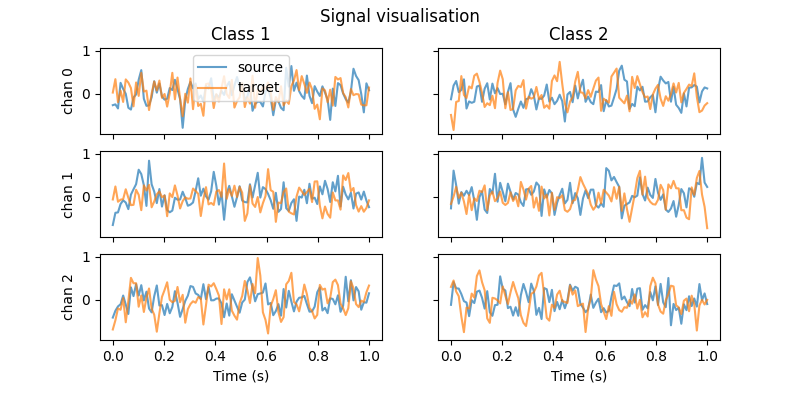 Signal visualisation
Class 1
Class 2
source
target
chan 0
1
0
chan 1
1
0
chan 2
1
0
0.0 0.2 0.4 0.6 0.8 1.0
0.0 0.2 0.4 0.6 0.8 1.0
Time (s)
Time (s)